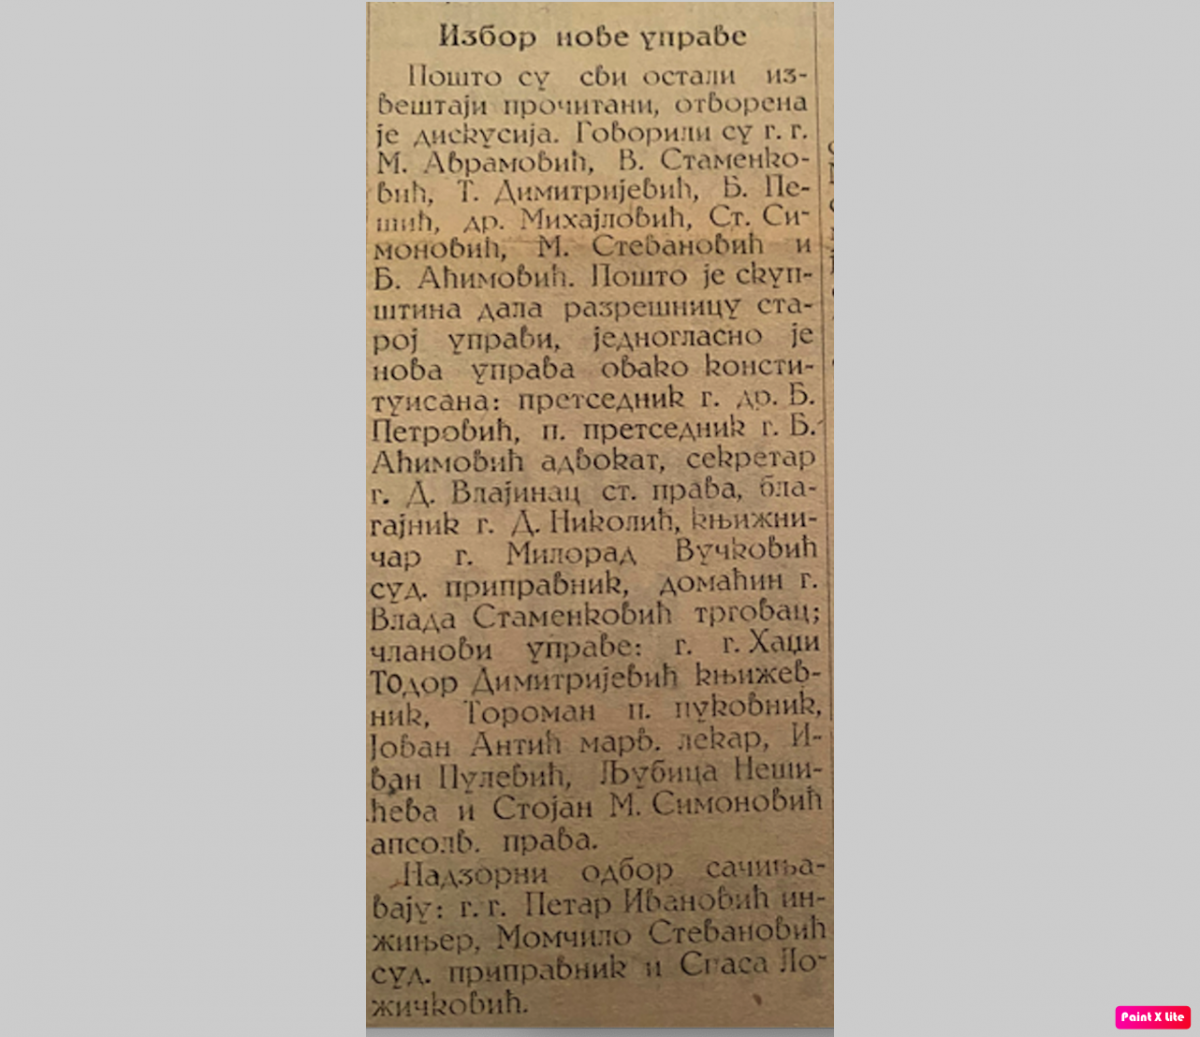 Избор нове управе
Пошто су сви остали из-
вештаји прочитани, отворена
је дискусија. Говорили су г. г.
М. Аврамовић, В. Стаменко-
вић, Т. Димитријевић, Б. Пе-
шић, др. Михајловић, Ст. Си-
моновић, М. Стевановић и
Б. Аћимовић. Пошто је скуп-
штина дала разрешницу ста-
рој управи, једногласно је
нова управа овако консти-
туисана: претседник г. др. Б.
Петровић, п. претседник г. Б.
Аћимовић адвокат, секретар
г. Д. Влајинац ст. права, бла-
гајник г. Д. Николић, књижни-
чар г. Милорад Вучковић
суд. приправник, домаћин г.
Влада Стаменковић трговац;
чланови управе: г. г. Хаџи
Тодор Димитријевић књижев-
ник, Тороман п. пуковник,
Јован Антић марв. лекар, И-
ван Пулевић, Љубица Неши-
ћева и Стојан М. Симоновић
апсолв. права.
Надзорни одбор сачиња-
вају: г. г. Петар Ивановић ин-
жињер, Момчило Стевановић
суд. приправник и Спаса Ло-
жичковић.
Paint X Lite